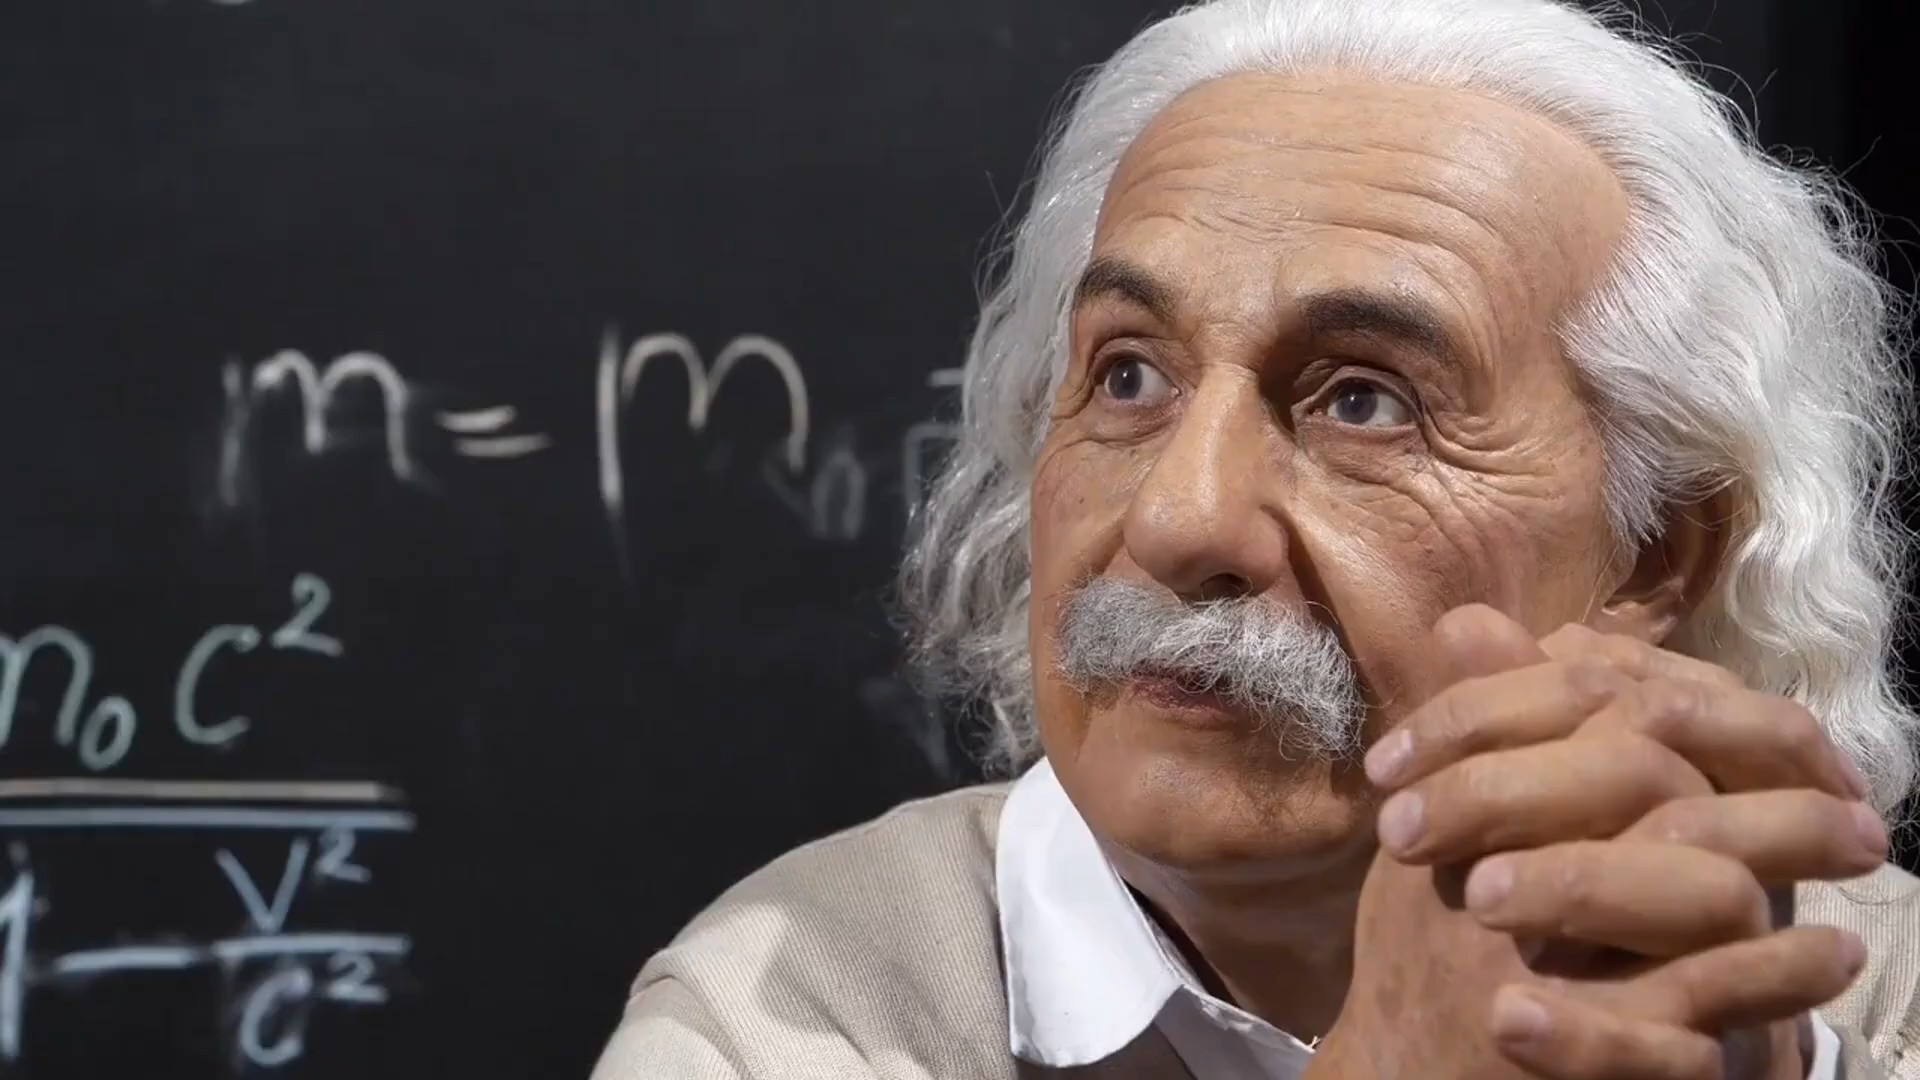 m = m₀
m₀c²
1 - v²
c²